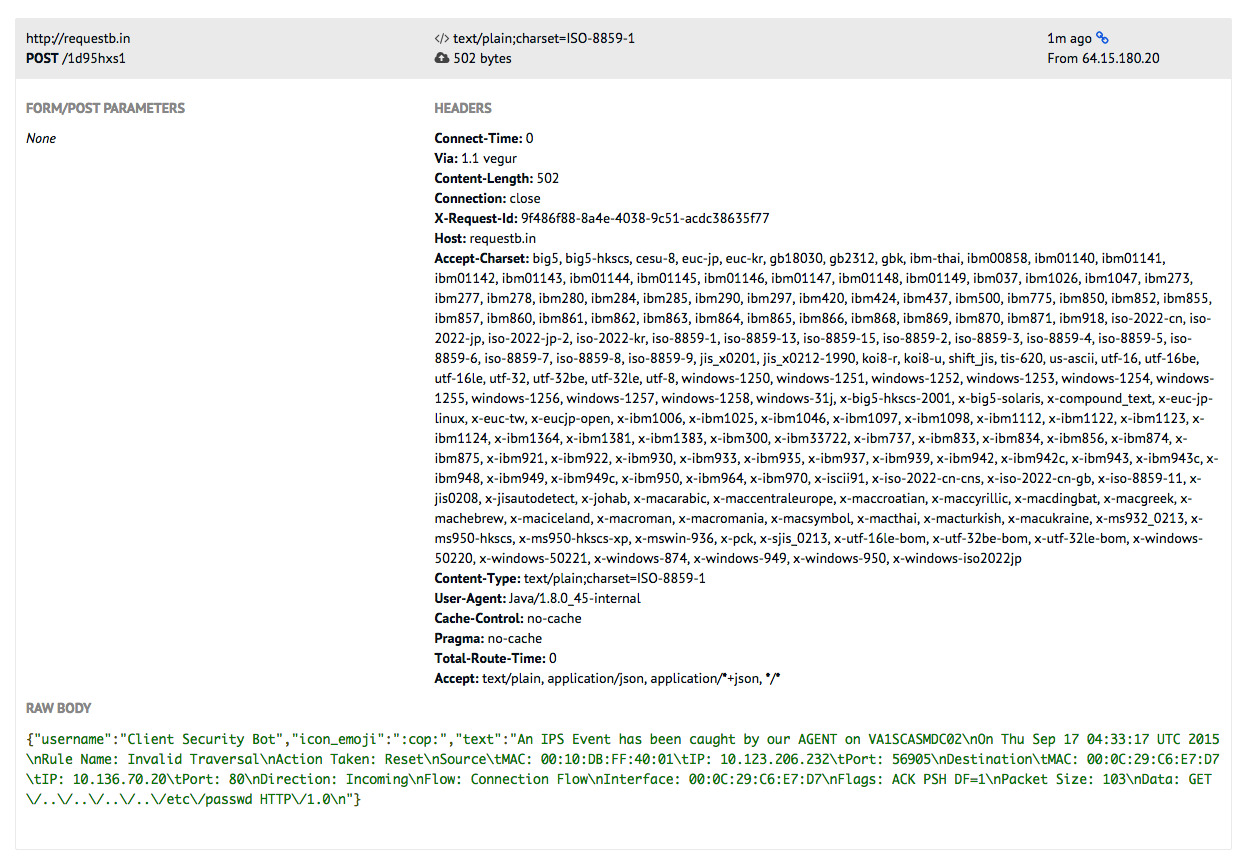 http://requestb.in
POST /1d95hxs1
</> text/plain;charset=ISO-8859-1
502 bytes
1m ago
From 64.15.180.20
FORM/POST PARAMETERS
None
HEADERS
Connect-Time: 0
Via: 1.1 vegur
Content-Length: 502
Connection: close
X-Request-Id: 9f486f88-8a4e-4038-9c51-acdc38635f77
Host: requestb.in
Accept-Charset: big5, big5-hkscs, cesu-8, euc-jp, euc-kr, gb18030, gb2312, gbk, ibm-thai, ibm00858, ibm01140, ibm01141,
ibm01142, ibm01143, ibm01144, ibm01145, ibm01146, ibm01147, ibm01148, ibm01149, ibm037, ibm1026, ibm1047, ibm273,
ibm277, ibm278, ibm280, ibm284, ibm285, ibm290, ibm297, ibm420, ibm424, ibm437, ibm500, ibm775, ibm850, ibm852, ibm855,
ibm857, ibm860, ibm861, ibm862, ibm863, ibm864, ibm865, ibm866, ibm868, ibm869, ibm870, ibm871, ibm918, iso-2022-cn, iso-
2022-jp, iso-2022-jp-2, iso-2022-kr, iso-8859-1, iso-8859-13, iso-8859-15, iso-8859-2, iso-8859-3, iso-8859-4, iso-8859-5, iso-
8859-6, iso-8859-7, iso-8859-8, iso-8859-9, jis_x0201, jis_x0212-1990, koi8-r, koi8-u, shift_jis, tis-620, us-ascii, utf-16, utf-16be,
utf-16le, utf-32, utf-32be, utf-32le, utf-8, windows-1250, windows-1251, windows-1252, windows-1253, windows-1254, windows-
1255, windows-1256, windows-1257, windows-1258, windows-31j, x-big5-hkscs-2001, x-big5-solaris, x-compound_text, x-euc-jp-
linux, x-euc-tw, x-eucjp-open, x-ibm1006, x-ibm1025, x-ibm1046, x-ibm1097, x-ibm1098, x-ibm1112, x-ibm1122, x-ibm1123, x-
ibm1124, x-ibm1364, x-ibm1381, x-ibm1383, x-ibm300, x-ibm33722, x-ibm737, x-ibm833, x-ibm834, x-ibm856, x-ibm874, x-
ibm875, x-ibm921, x-ibm922, x-ibm930, x-ibm933, x-ibm935, x-ibm937, x-ibm939, x-ibm942, x-ibm942c, x-ibm943, x-ibm943c, x-
ibm948, x-ibm949, x-ibm949c, x-ibm950, x-ibm964, x-ibm970, x-iscii91, x-iso-2022-cn-cns, x-iso-2022-cn-gb, x-iso-8859-11, x-
jis0208, x-jisautodetect, x-johab, x-macarabic, x-maccentraleurope, x-maccroatian, x-maccyrillic, x-macdingbat, x-macgreek, x-
machebrew, x-maciceland, x-macroman, x-macromania, x-macsymbol, x-macthai, x-macturkish, x-macukraine, x-ms932_0213, x-
ms950-hkscs, x-ms950-hkscs-xp, x-mswin-936, x-pck, x-sjis_0213, x-utf-16le-bom, x-utf-32be-bom, x-utf-32le-bom, x-windows-
50220, x-windows-50221, x-windows-874, x-windows-949, x-windows-950, x-windows-iso2022jp
Content-Type: text/plain;charset=ISO-8859-1
User-Agent: Java/1.8.0_45-internal
Cache-Control: no-cache
Pragma: no-cache
Total-Route-Time: 0
Accept: text/plain, application/json, application/*+json, */*
RAW BODY
{"username":"Client Security Bot","icon_emoji":":cop:","text":"An IPS Event has been caught by our AGENT on VA1SCASMDC02\nOn Thu Sep 17 04:33:17 UTC 2015
\nRule Name: Invalid Traversal\nAction Taken: Reset\nSource\tMAC: 00:10:DB:FF:40:01\tIP: 10.123.206.232\tPort: 56905\nDestination\tMAC: 00:0C:29:C6:E7:D7
\tIP: 10.136.70.20\tPort: 80\nDirection: Incoming\nFlow: Connection Flow\nInterface: 00:0C:29:C6:E7:D7\nFlags: ACK PSH DF=1\nPacket Size: 103\nData: GET
\/..\/..\/..\/..\/etc\/passwd HTTP\/1.0\n"}